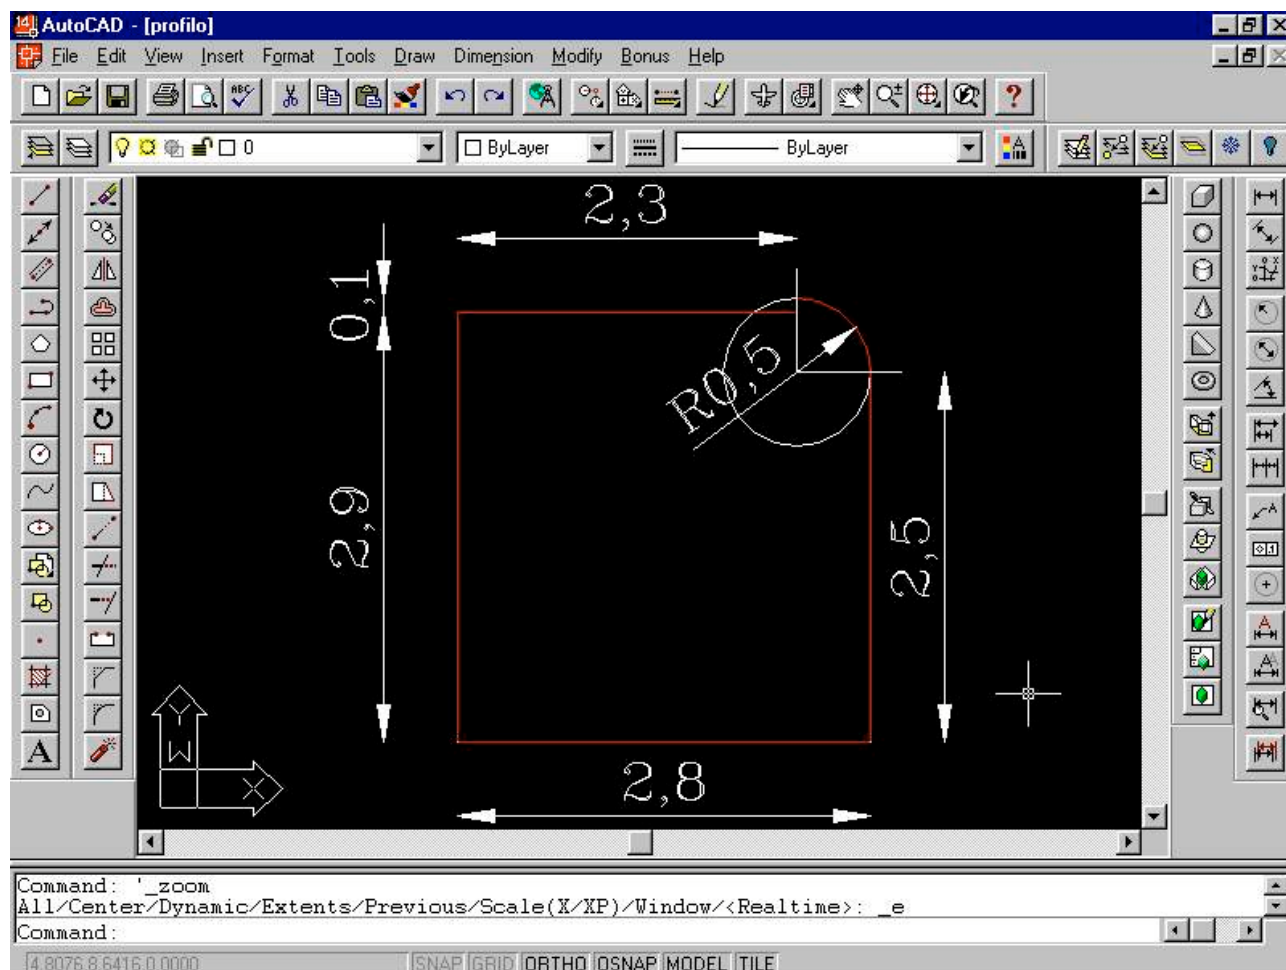 AutoCAD - [profilo]
File Edit View Insert Format Tools Draw Dimension Modify Bonus Help
ABC
0 ByLayer ByLayer
2,3
0,1
R0,5
2,9
2,5
2,8
Y
W
X
A
Command: '_zoom
All/Center/Dynamic/Extents/Previous/Scale(X/XP)/Window/<Realtime>: _e
Command:
4.8076,8.6416,0.0000 SNAP GRID ORTHO OSNAP MODEL TILE